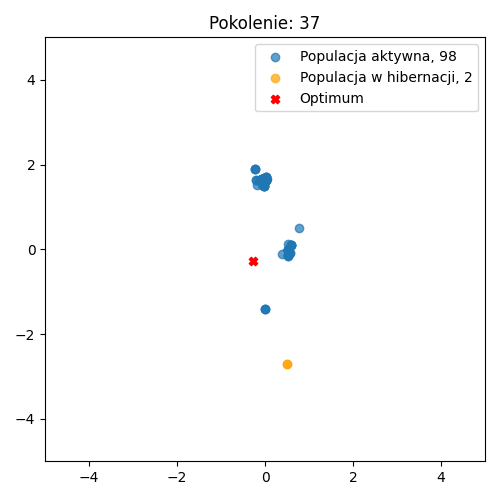 Pokolenie: 37
Populacja aktywna, 98
Populacja w hibernacji, 2
Optimum
4
2
0
−2
−4
−4 −2 0 2 4